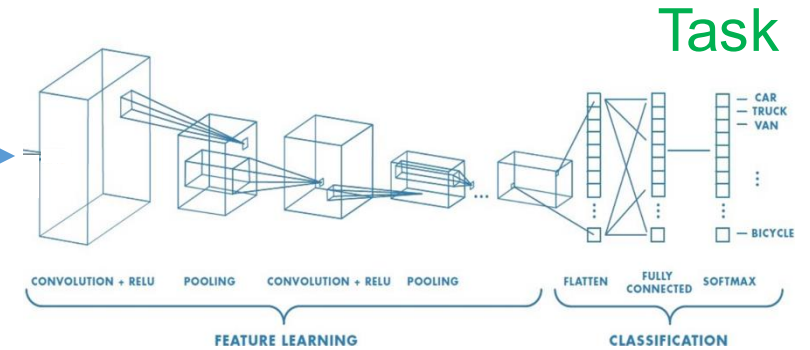 Task
CAR
TRUCK
VAN
BICYCLE
CONVOLUTION + RELU POOLING CONVOLUTION + RELU POOLING FLATTEN FULLY CONNECTED SOFTMAX
FEATURE LEARNING CLASSIFICATION